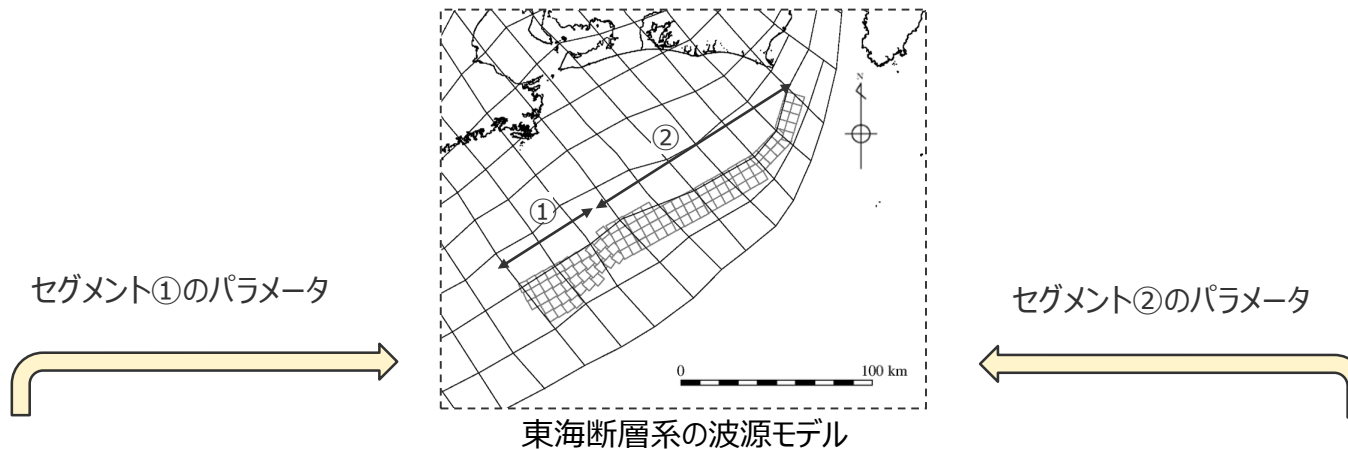 N
②
①
セグメント①のパラメータ
セグメント②のパラメータ
0 100 km
東海断層系の波源モデル